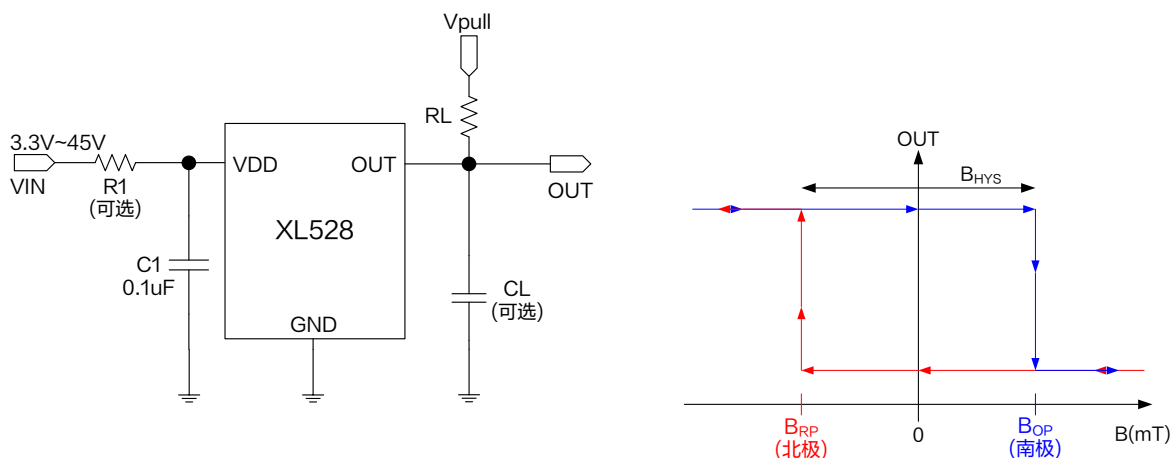 Vpull
RL
3.3V~45V
VIN
R1
(可选)
VDD
OUT
OUT
XL528
C1
0.1uF
GND
CL
(可选)
OUT
BHYS
BRP
(北极)
0
BOP
(南极)
B(mT)